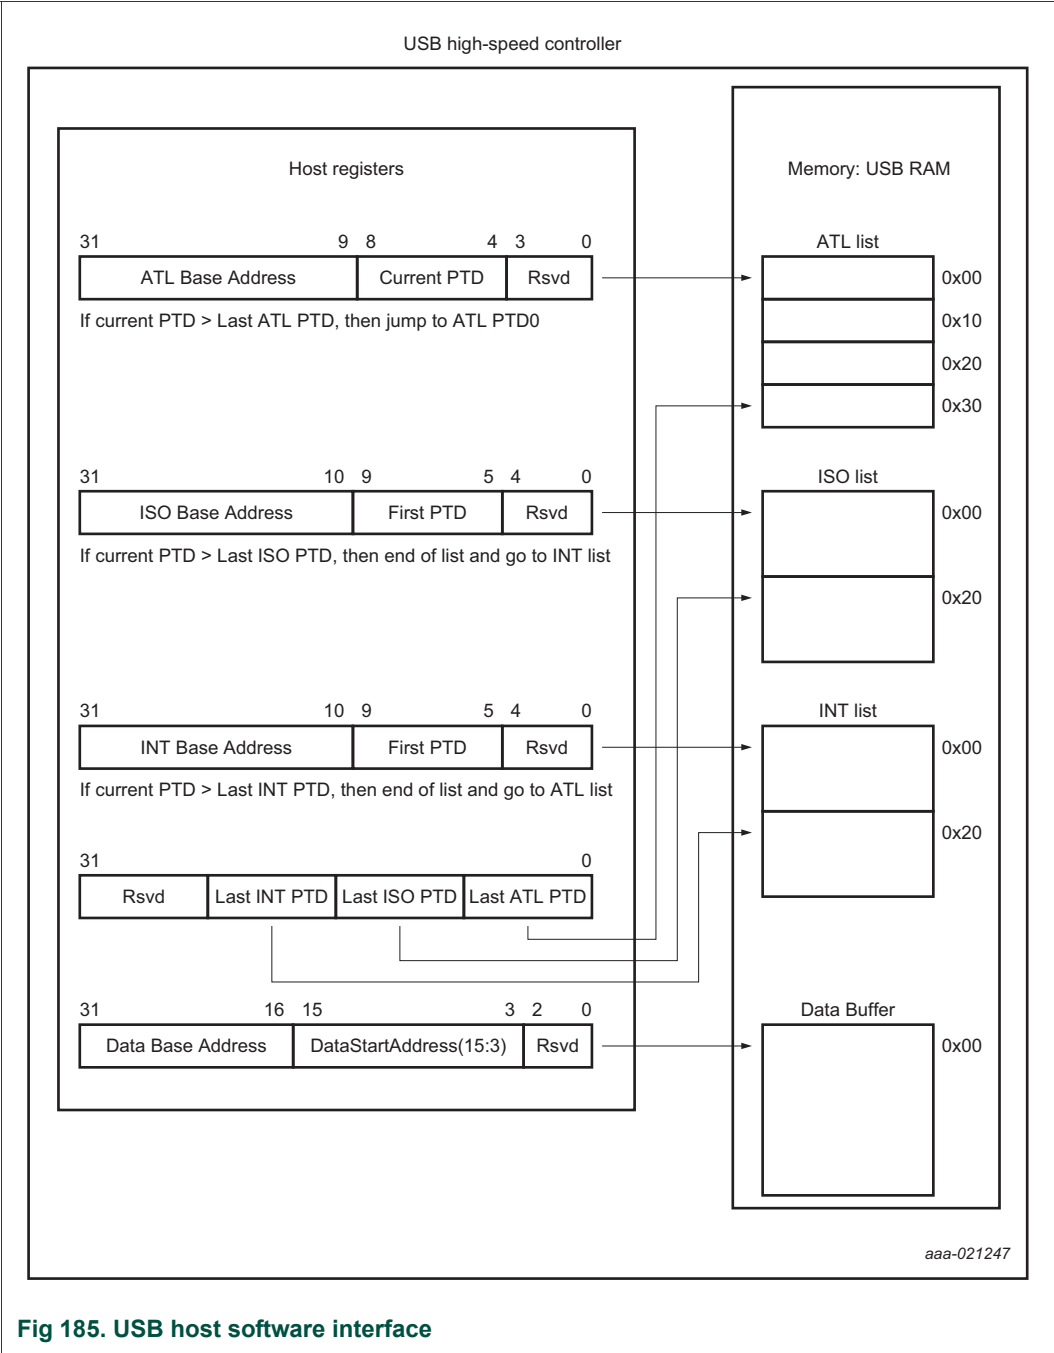 USB high-speed controller
Host registers
Memory: USB RAM
31 9 8 4 3 0
ATL list
ATL Base Address Current PTD Rsvd
0x00
If current PTD > Last ATL PTD, then jump to ATL PTD0
0x10
0x20
0x30
31 10 9 5 4 0
ISO list
ISO Base Address First PTD Rsvd
0x00
If current PTD > Last ISO PTD, then end of list and go to INT list
0x20
31 10 9 5 4 0
INT list
INT Base Address First PTD Rsvd
0x00
If current PTD > Last INT PTD, then end of list and go to ATL list
0x20
31 0
Rsvd Last INT PTD Last ISO PTD Last ATL PTD
31 16 15 3 2 0
Data Buffer
Data Base Address DataStartAddress(15:3) Rsvd
0x00
aaa-021247
Fig 185. USB host software interface